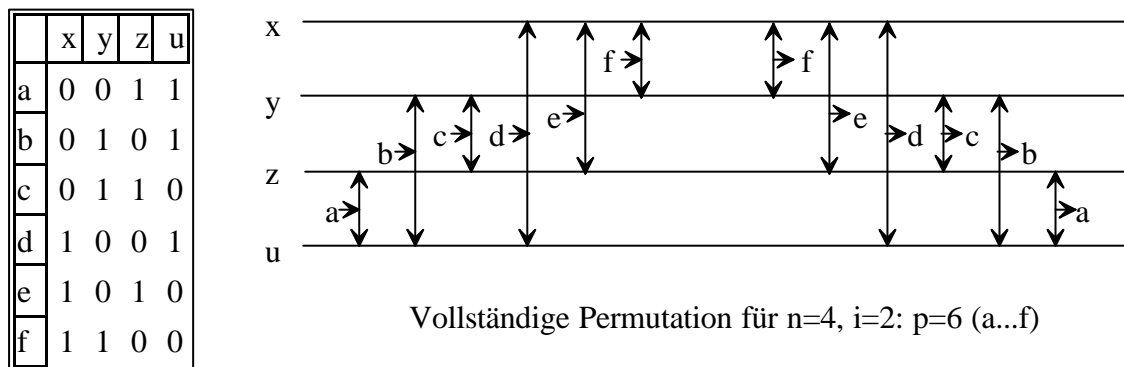 x y z u
a 0 0 1 1
b 0 1 0 1
c 0 1 1 0
d 1 0 0 1
e 1 0 1 0
f 1 1 0 0
x
f f
y
e e
b c d d c b
z
a a
u
Vollständige Permutation für n=4, i=2: p=6 (a...f)